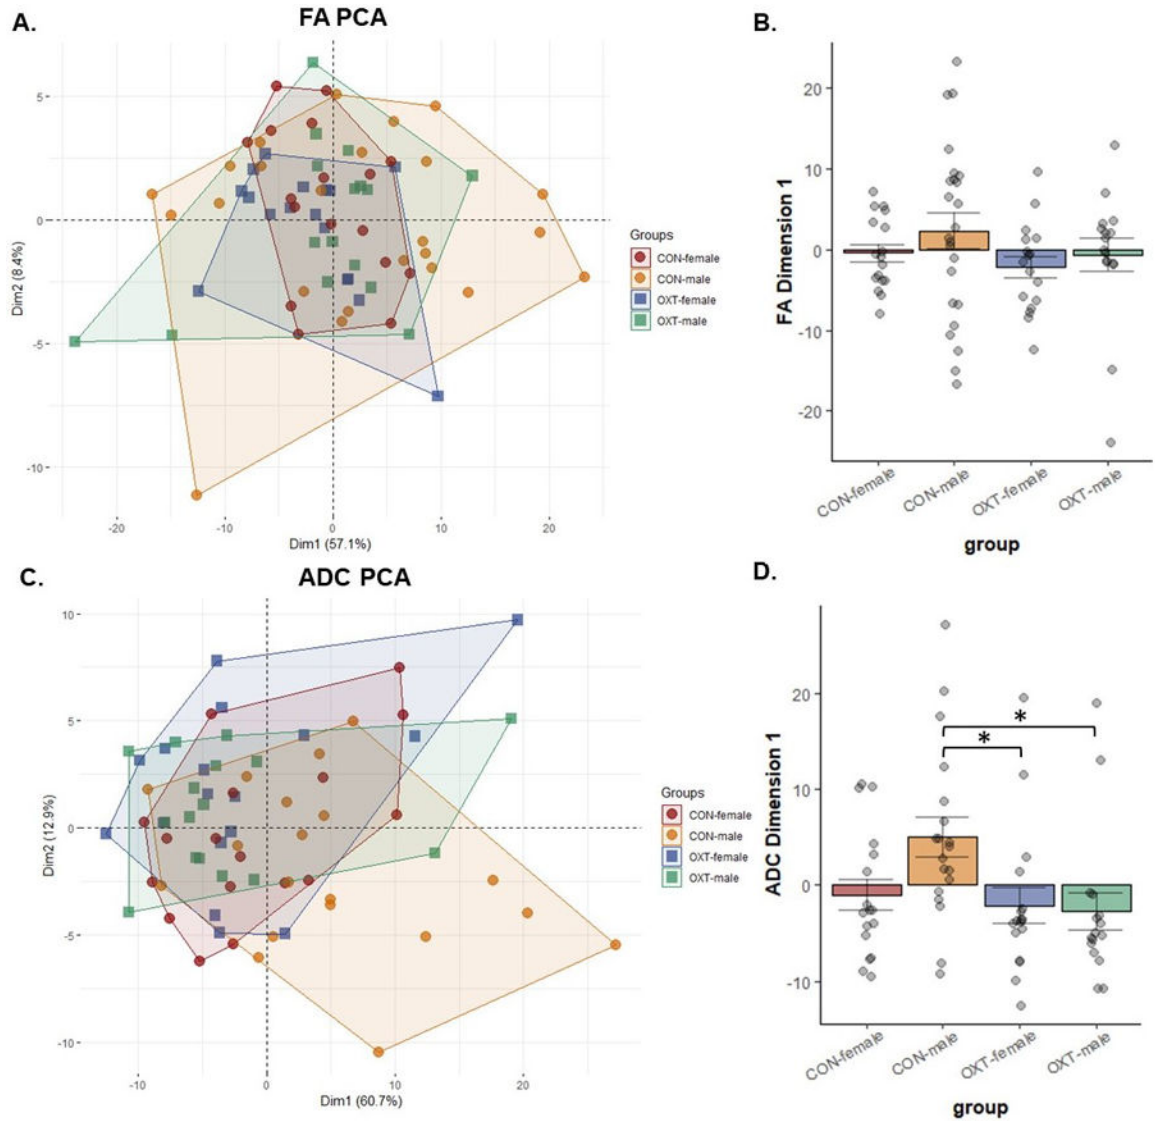 A.
FA PCA
5
0
-5
-10
Dim2 (8.4%)
-20
-10
0
10
20
Dim1 (57.1%)
Groups
CON-female
CON-male
OXT-female
OXT-male
B.
20
10
0
-10
-20
FA Dimension 1
CON-female
CON-male
OXT-female
OXT-male
group
C.
ADC PCA
10
5
0
-5
-10
Dim2 (12.9%)
-10
0
10
20
Dim1 (60.7%)
Groups
CON-female
CON-male
OXT-female
OXT-male
D.
20
10
0
-10
ADC Dimension 1
*
*
CON-female
CON-male
OXT-female
OXT-male
group